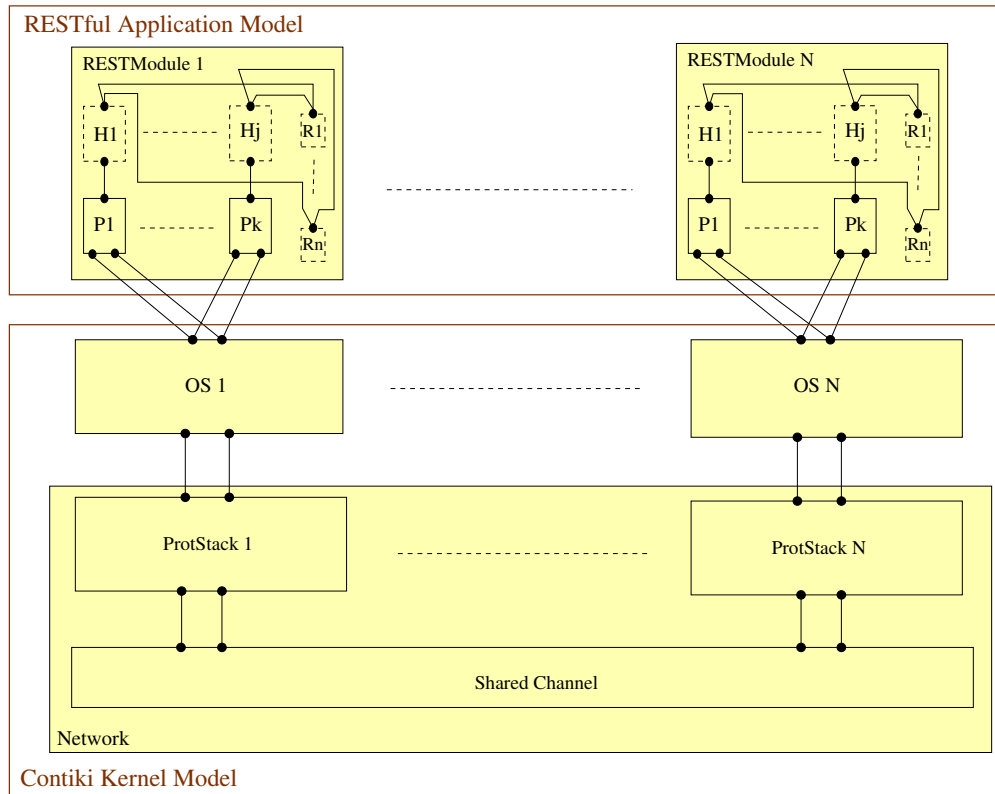 RESTful Application Model
RESTModule 1
RESTModule N
H1
Hj
R1
H1
Hj
R1
P1
Pk
Rn
P1
Pk
Rn
OS 1
OS N
ProtStack 1
ProtStack N
Shared Channel
Network
Contiki Kernel Model